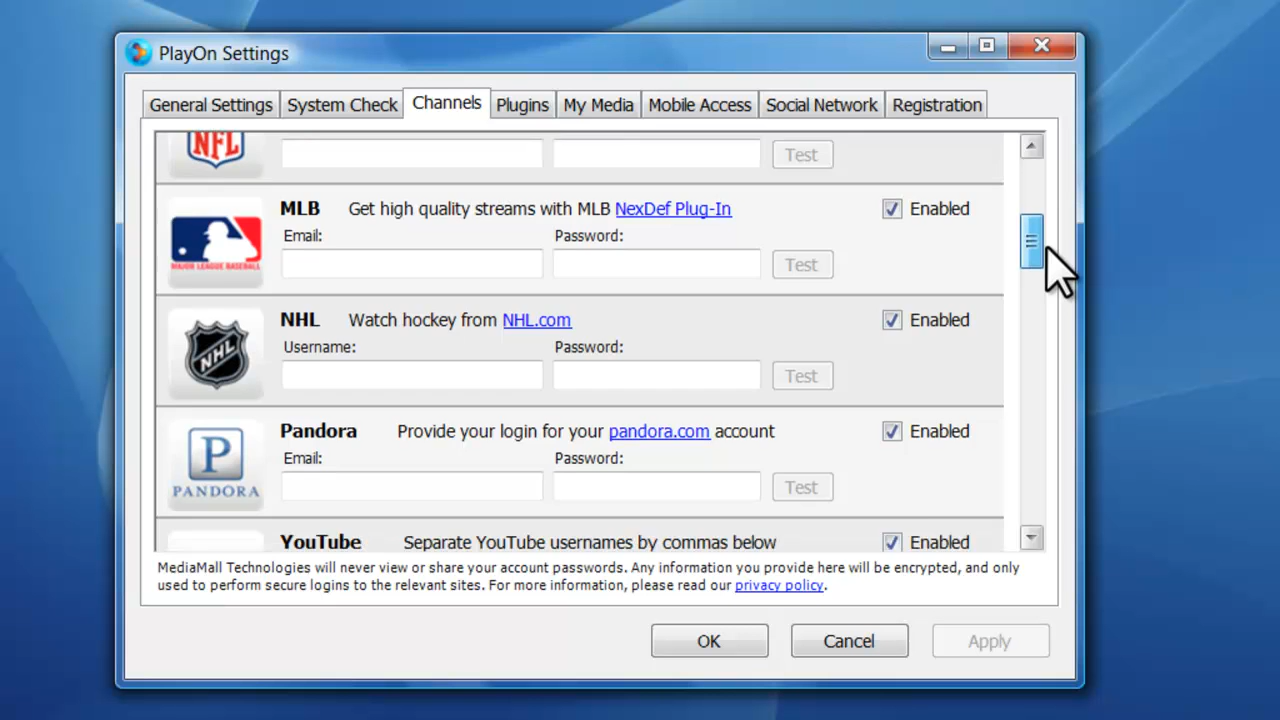 PlayOn Settings
General Settings System Check Channels Plugins My Media Mobile Access Social Network Registration
NFL
Test
MLB Get high quality streams with MLB NexDef Plug-In Enabled
Email: Password:
MAJOR LEAGUE BASEBALL
Test
NHL Watch hockey from NHL.com Enabled
Username: Password:
NHL
Test
Pandora Provide your login for your pandora.com account Enabled
Email: Password:
P
PANDORA
Test
YouTube Separate YouTube usernames by commas below Enabled
MediaMall Technologies will never view or share your account passwords. Any information you provide here will be encrypted, and only
used to perform secure logins to the relevant sites. For more information, please read our privacy policy.
OK Cancel Apply